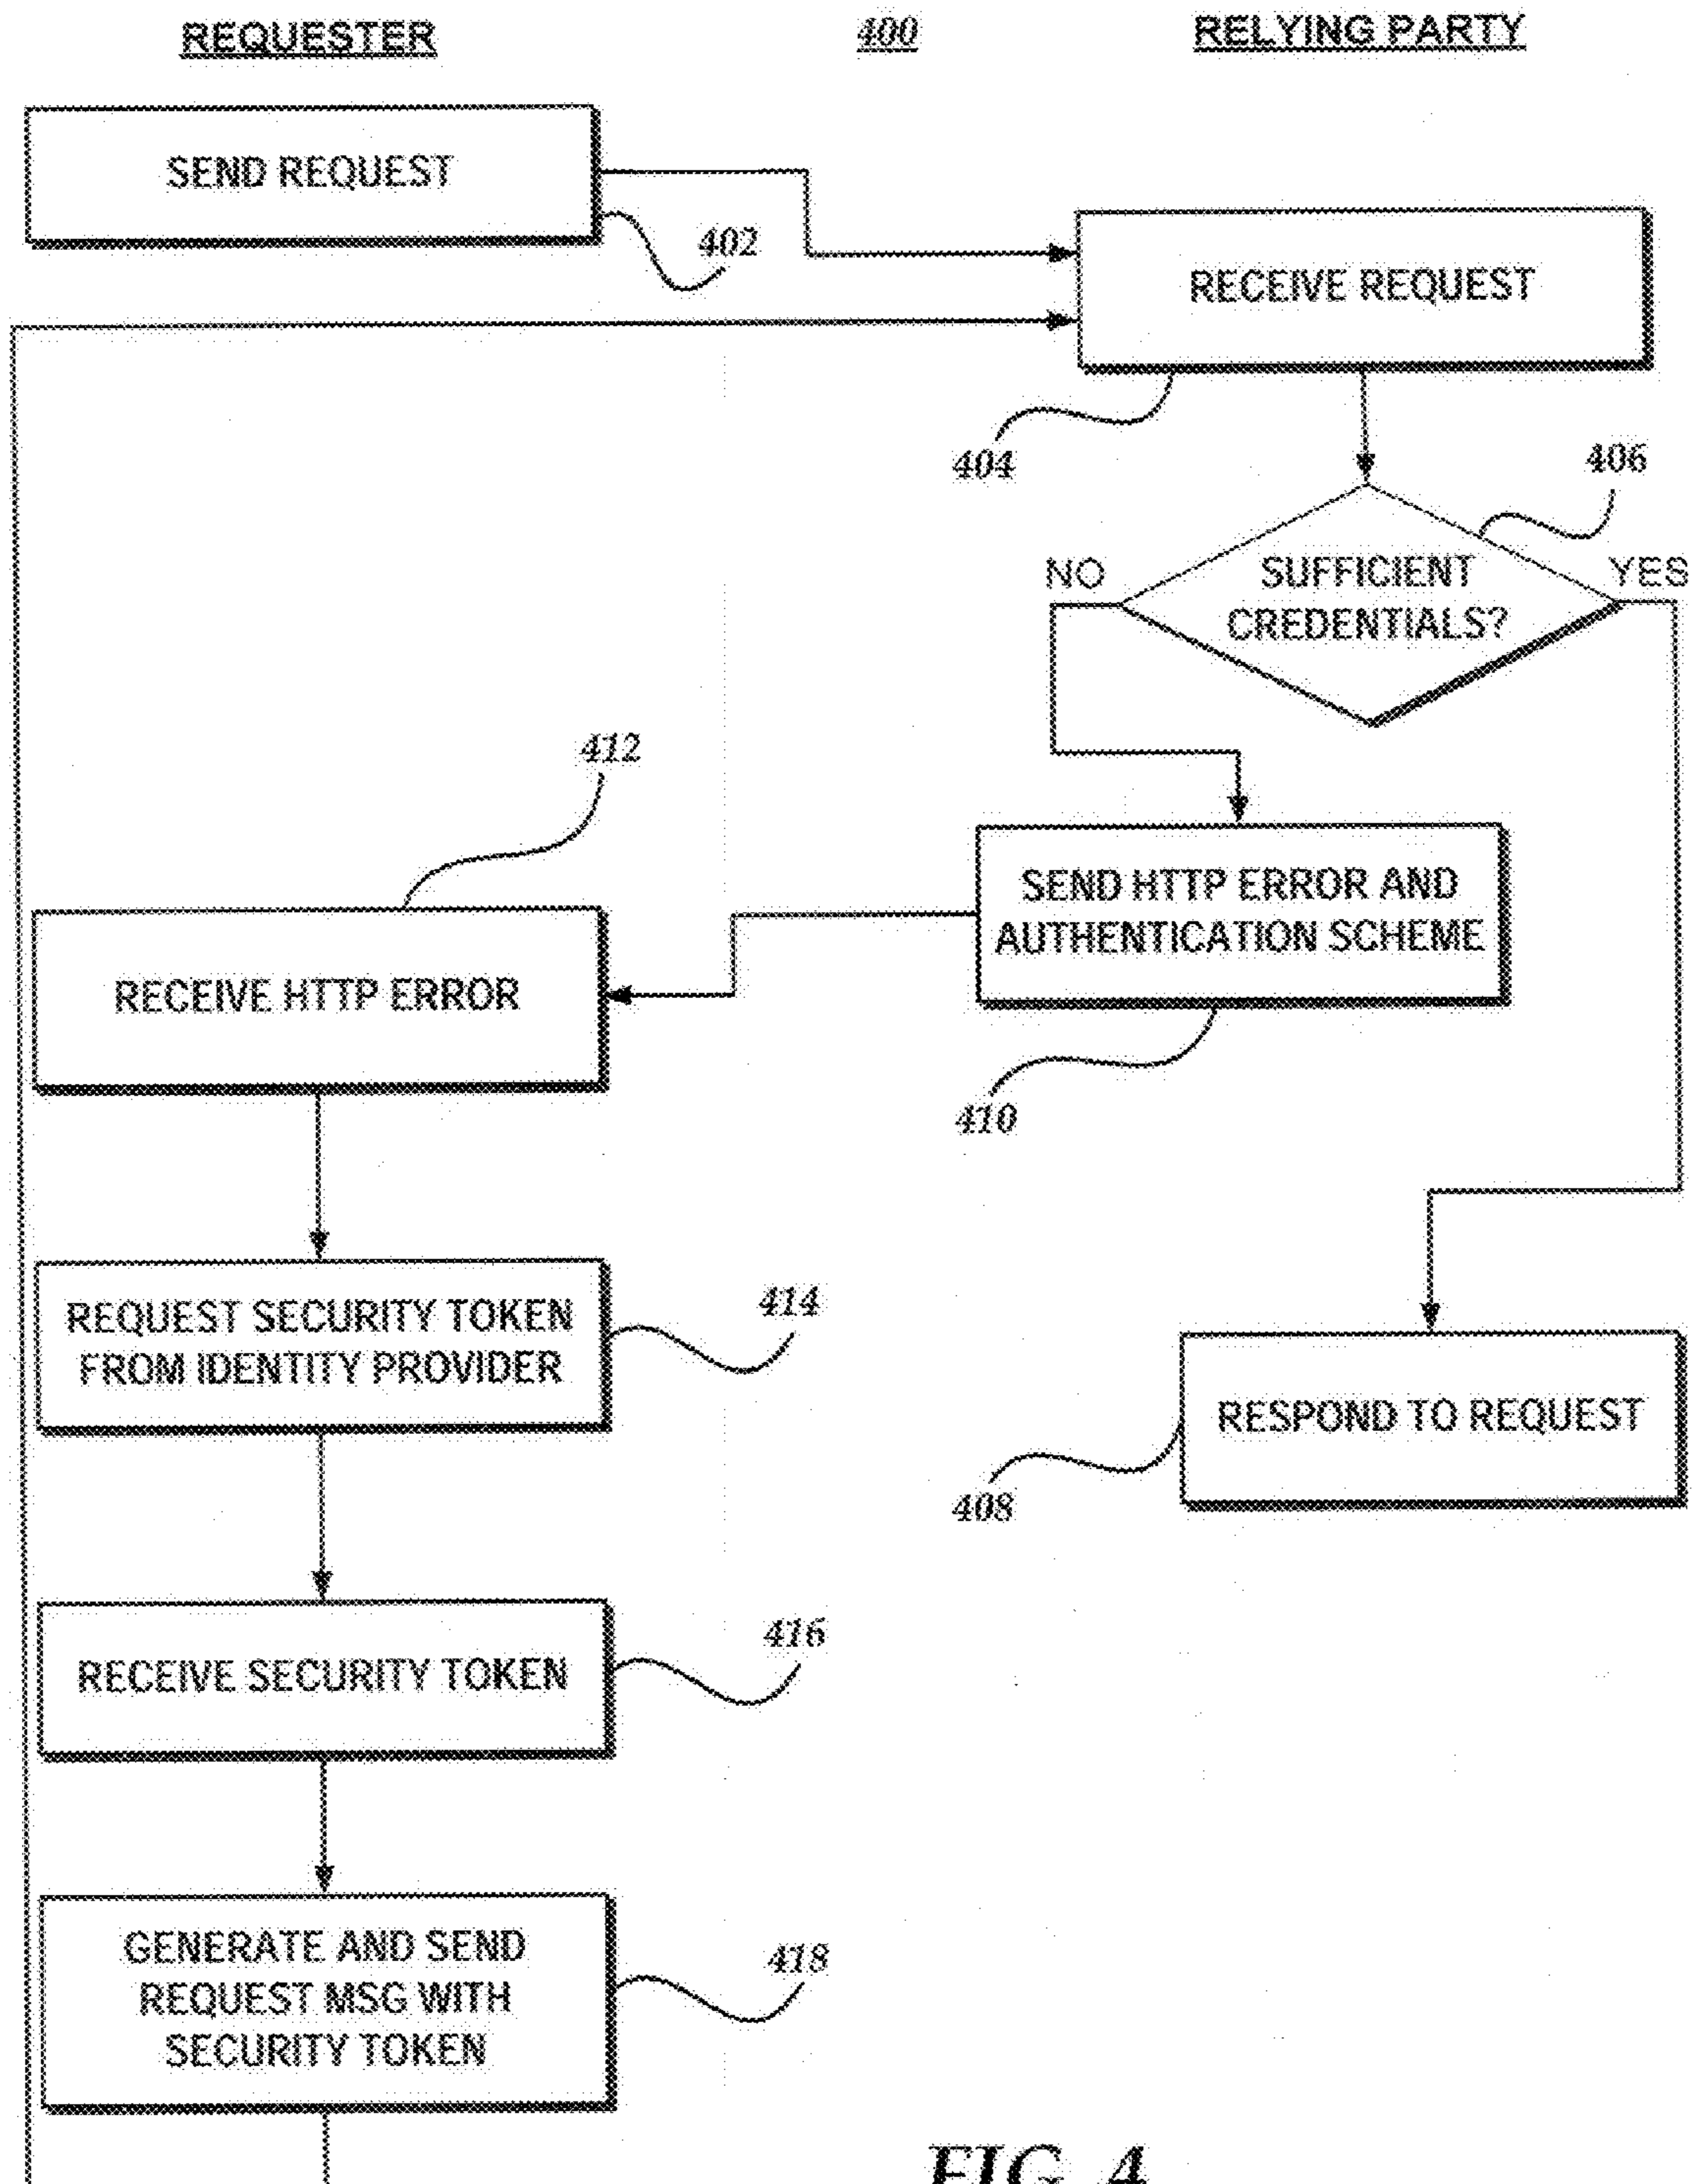 REQUESTER
400
RELYING PARTY
SEND REQUEST
402
RECEIVE REQUEST
404
406
NO
SUFFICIENT
CREDENTIALS?
YES
412
SEND HTTP ERROR AND
AUTHENTICATION SCHEME
RECEIVE HTTP ERROR
410
REQUEST SECURITY TOKEN
FROM IDENTITY PROVIDER
414
RESPOND TO REQUEST
408
RECEIVE SECURITY TOKEN
416
GENERATE AND SEND
REQUEST MSG WITH
SECURITY TOKEN
418
FIG. 4